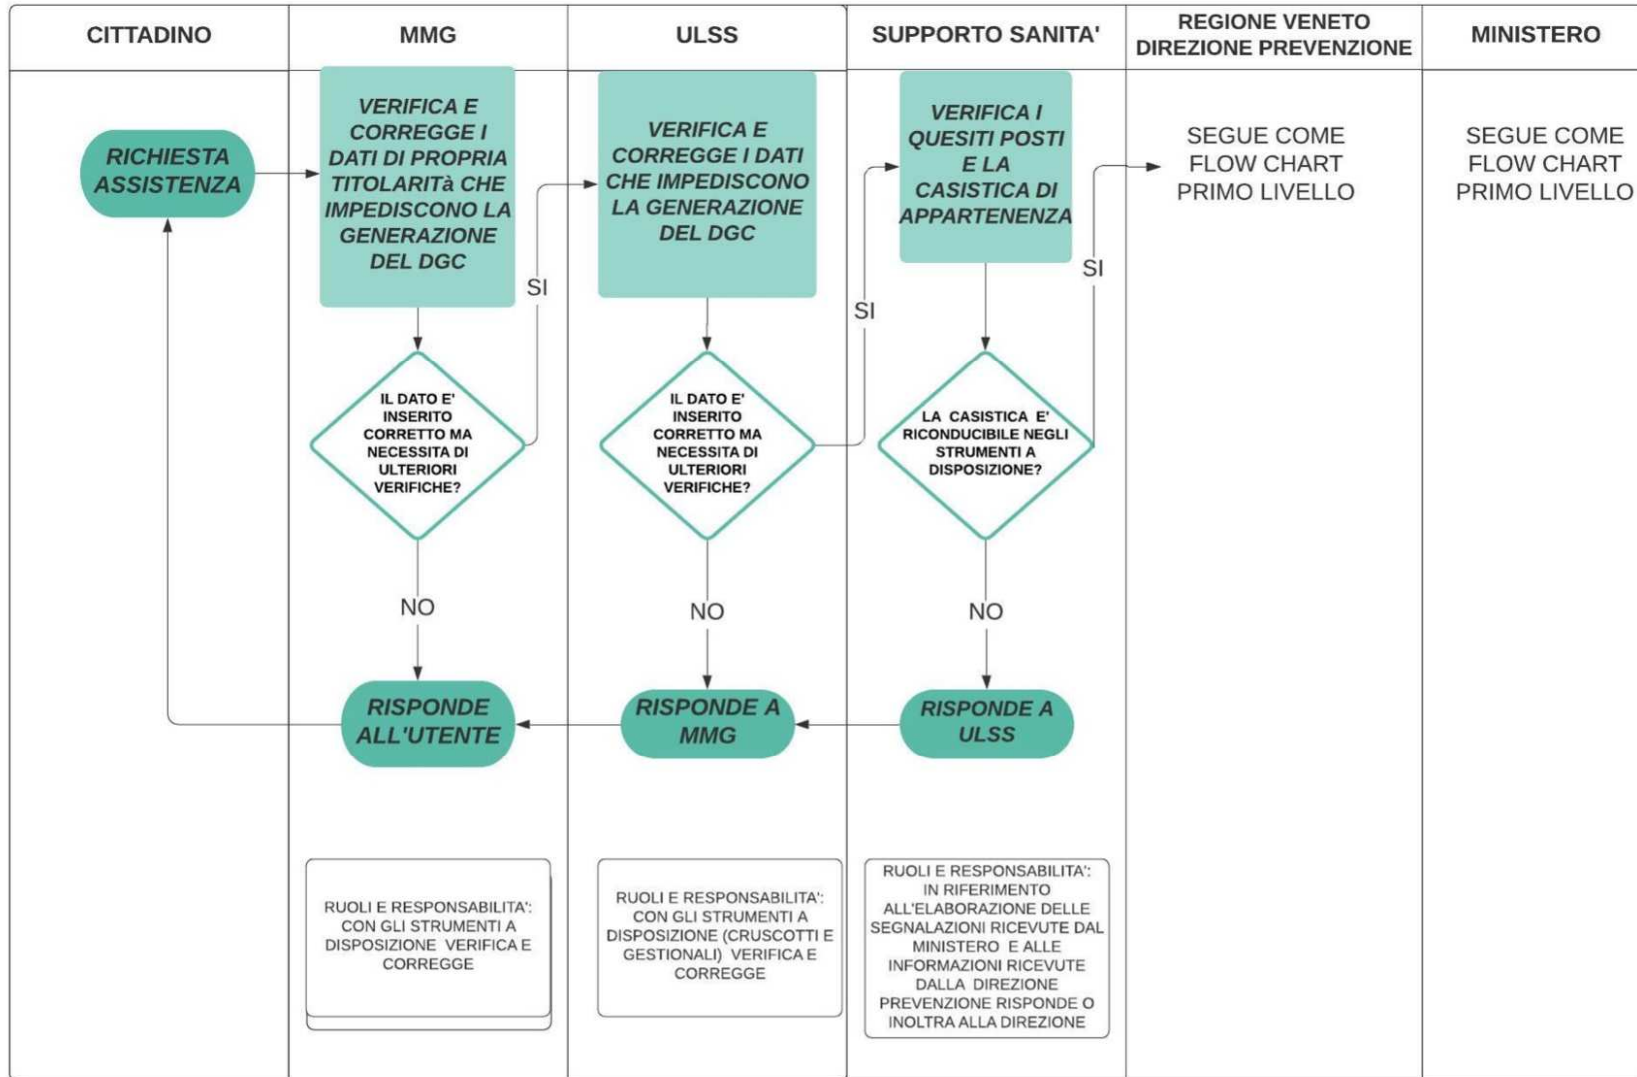 CITTADINO
MMG
ULSS
SUPPORTO SANITA'
REGIONE VENETO
DIREZIONE PREVENZIONE
MINISTERO
RICHIESTA
ASSISTENZA
VERIFICA E
CORREGGE I
DATI DI PROPRIA
TITOLARITà CHE
IMPEDISCONO LA
GENERAZIONE
DEL DGC
VERIFICA E
CORREGGE I DATI
CHE IMPEDISCONO
LA GENERAZIONE
DEL DGC
VERIFICA I
QUESITI POSTI
E LA
CASISTICA DI
APPARTENENZA
SEGUE COME
FLOW CHART
PRIMO LIVELLO
SEGUE COME
FLOW CHART
PRIMO LIVELLO
SI
SI
SI
IL DATO E'
INSERITO
CORRETTO MA
NECESSITA DI
ULTERIORI
VERIFICHE?
IL DATO E'
INSERITO
CORRETTO MA
NECESSITA DI
ULTERIORI
VERIFICHE?
LA CASISTICA E'
RICONDUCIBILE NEGLI
STRUMENTI A
DISPOSIZIONE?
NO
NO
NO
RISPONDE
ALL'UTENTE
RISPONDE A
MMG
RISPONDE A
ULSS
RUOLI E RESPONSABILITA':
CON GLI STRUMENTI A
DISPOSIZIONE VERIFICA E
CORREGGE
RUOLI E RESPONSABILITA':
CON GLI STRUMENTI A
DISPOSIZIONE (CRUSCOTTI E
GESTIONALI) VERIFICA E
CORREGGE
RUOLI E RESPONSABILITA':
IN RIFERIMENTO
ALL'ELABORAZIONE DELLE
SEGNALAZIONI RICEVUTE DAL
MINISTERO E ALLE
INFORMAZIONI RICEVUTE
DALLA DIREZIONE
PREVENZIONE RISPONDE O
INOLTRA ALLA DIREZIONE